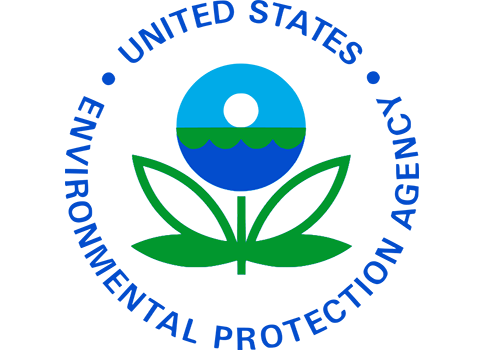 UNITED STATES
ENVIRONMENTAL PROTECTION AGENCY